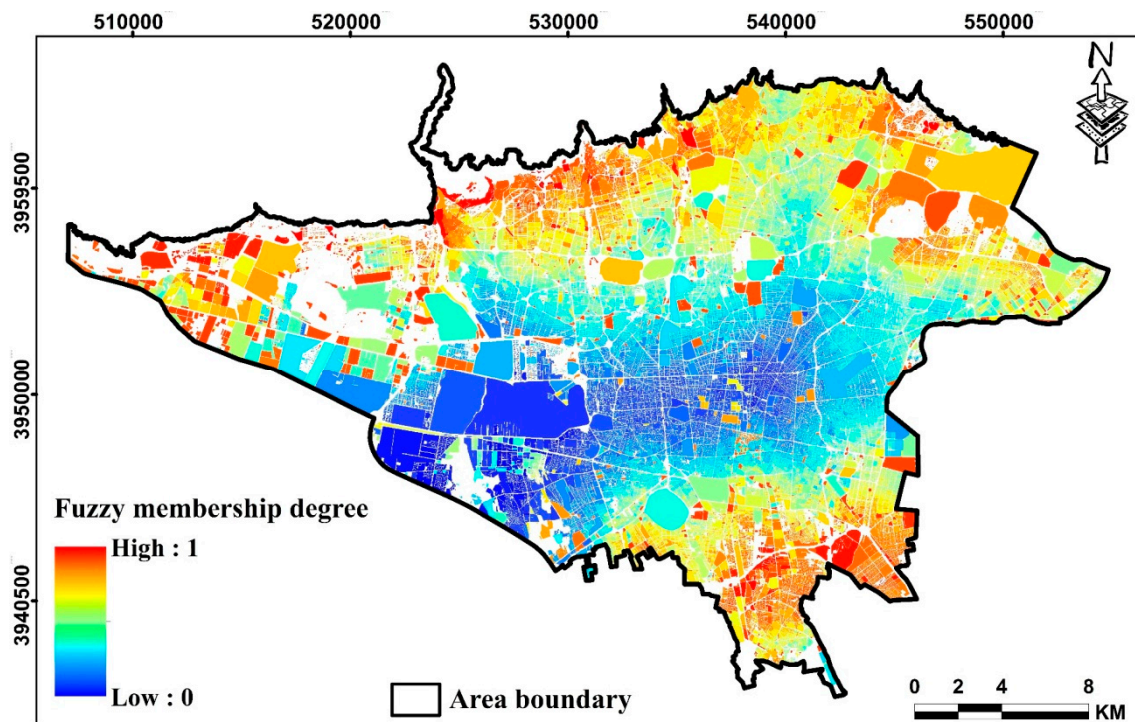 510000 520000 530000 540000 550000
N
3959500
3950000
3940500
Fuzzy membership degree
High : 1
Low : 0
Area boundary
0 2 4 8
KM